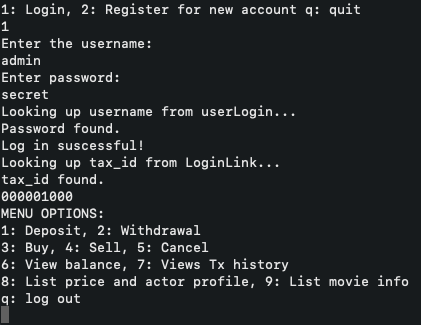 1: Login, 2: Register for new account q: quit
1
Enter the username:
admin
Enter password:
secret
Looking up username from userLogin...
Password found.
Log in suscessful!
Looking up tax_id from LoginLink...
tax_id found.
000001000
MENU OPTIONS:
1: Deposit, 2: Withdrawal
3: Buy, 4: Sell, 5: Cancel
6: View balance, 7: Views Tx history
8: List price and actor profile, 9: List movie info
q: log out